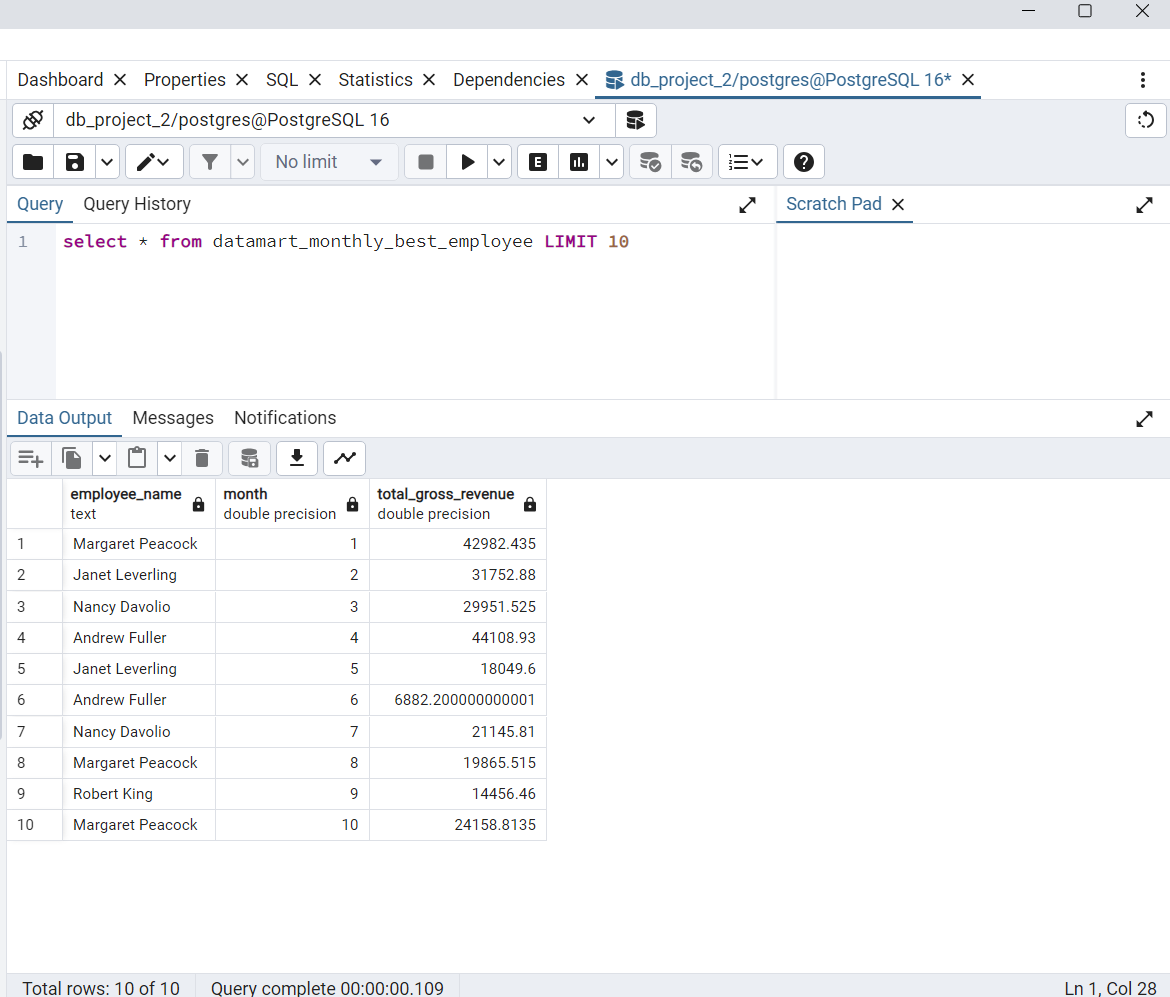 Dashboard Properties SQL Statistics Dependencies db_project_2/postgres@PostgreSQL 16*
db_project_2/postgres@PostgreSQL 16
No limit E
Query Query History Scratch Pad
1 select * from datamart_monthly_best_employee LIMIT 10
Data Output Messages Notifications
employee_name month total_gross_revenue
text double precision double precision
1 Margaret Peacock 1 42982.435
2 Janet Leverling 2 31752.88
3 Nancy Davolio 3 29951.525
4 Andrew Fuller 4 44108.93
5 Janet Leverling 5 18049.6
6 Andrew Fuller 6 6882.200000000001
7 Nancy Davolio 7 21145.81
8 Margaret Peacock 8 19865.515
9 Robert King 9 14456.46
10 Margaret Peacock 10 24158.8135
Total rows: 10 of 10 Query complete 00:00:00.109 Ln 1, Col 28